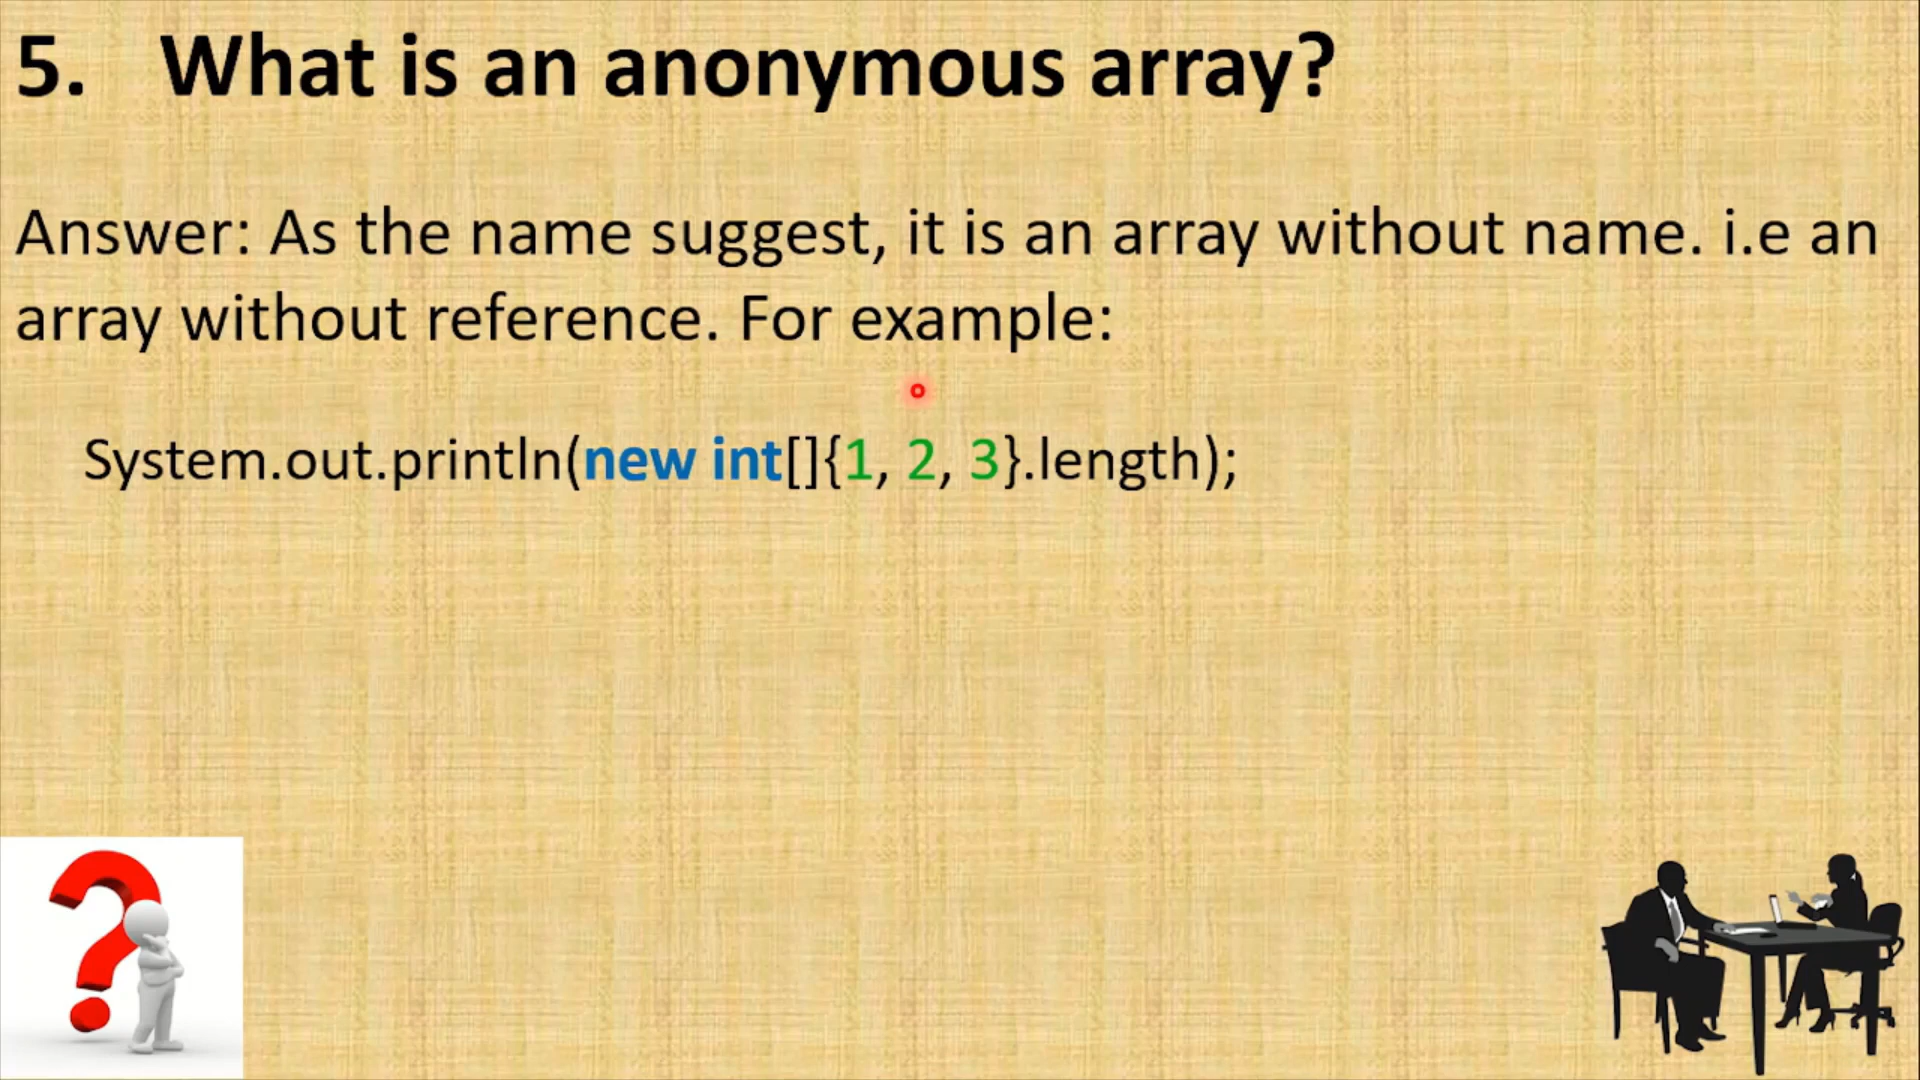 5. What is an anonymous array?
Answer: As the name suggest, it is an array without name. i.e an
array without reference. For example:
System.out.println(new int[]{1, 2, 3}.length);